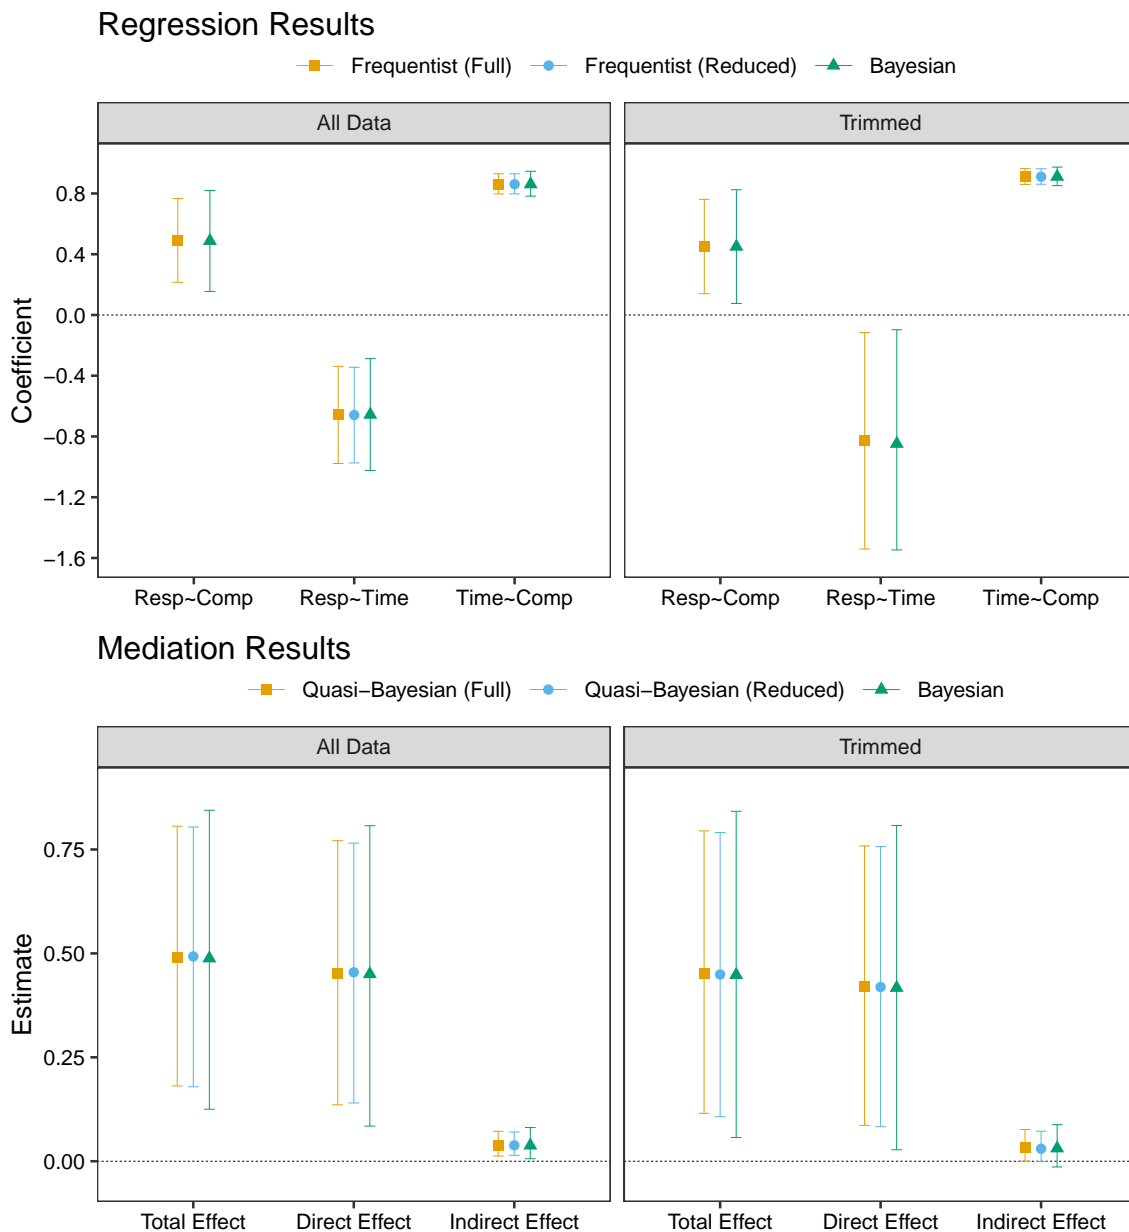 Regression Results
Frequentist (Full) Frequentist (Reduced) Bayesian
All Data Trimmed
Coefficient
0.8
0.4
0.0
−0.4
−0.8
−1.2
−1.6
Resp~Comp Resp~Time Time~Comp Resp~Comp Resp~Time Time~Comp
Mediation Results
Quasi−Bayesian (Full) Quasi−Bayesian (Reduced) Bayesian
All Data Trimmed
Estimate
0.75
0.50
0.25
0.00
Total Effect Direct Effect Indirect Effect Total Effect Direct Effect Indirect Effect